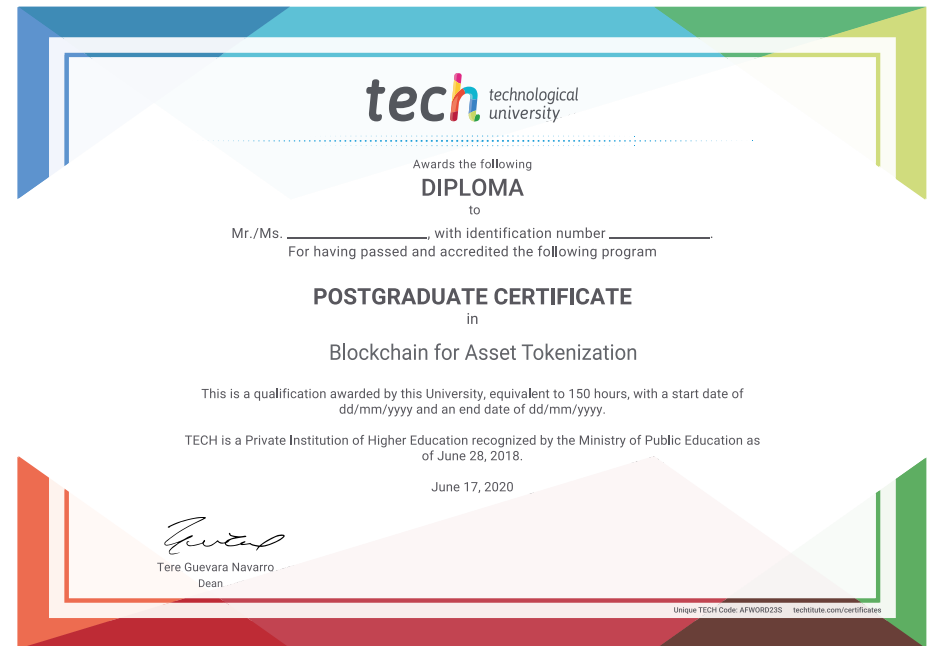 tech technological
university
Awards the following
DIPLOMA
to
Mr./Ms. ____________________, with identification number ______________.
For having passed and accredited the following program
POSTGRADUATE CERTIFICATE
in
Blockchain for Asset Tokenization
This is a qualification awarded by this University, equivalent to 150 hours, with a start date of
dd/mm/yyyy and an end date of dd/mm/yyyy.
TECH is a Private Institution of Higher Education recognized by the Ministry of Public Education as
of June 28, 2018.
June 17, 2020
Tere Guevara Navarro
Dean
Unique TECH Code: AFWORD23S techtitute.com/certificates